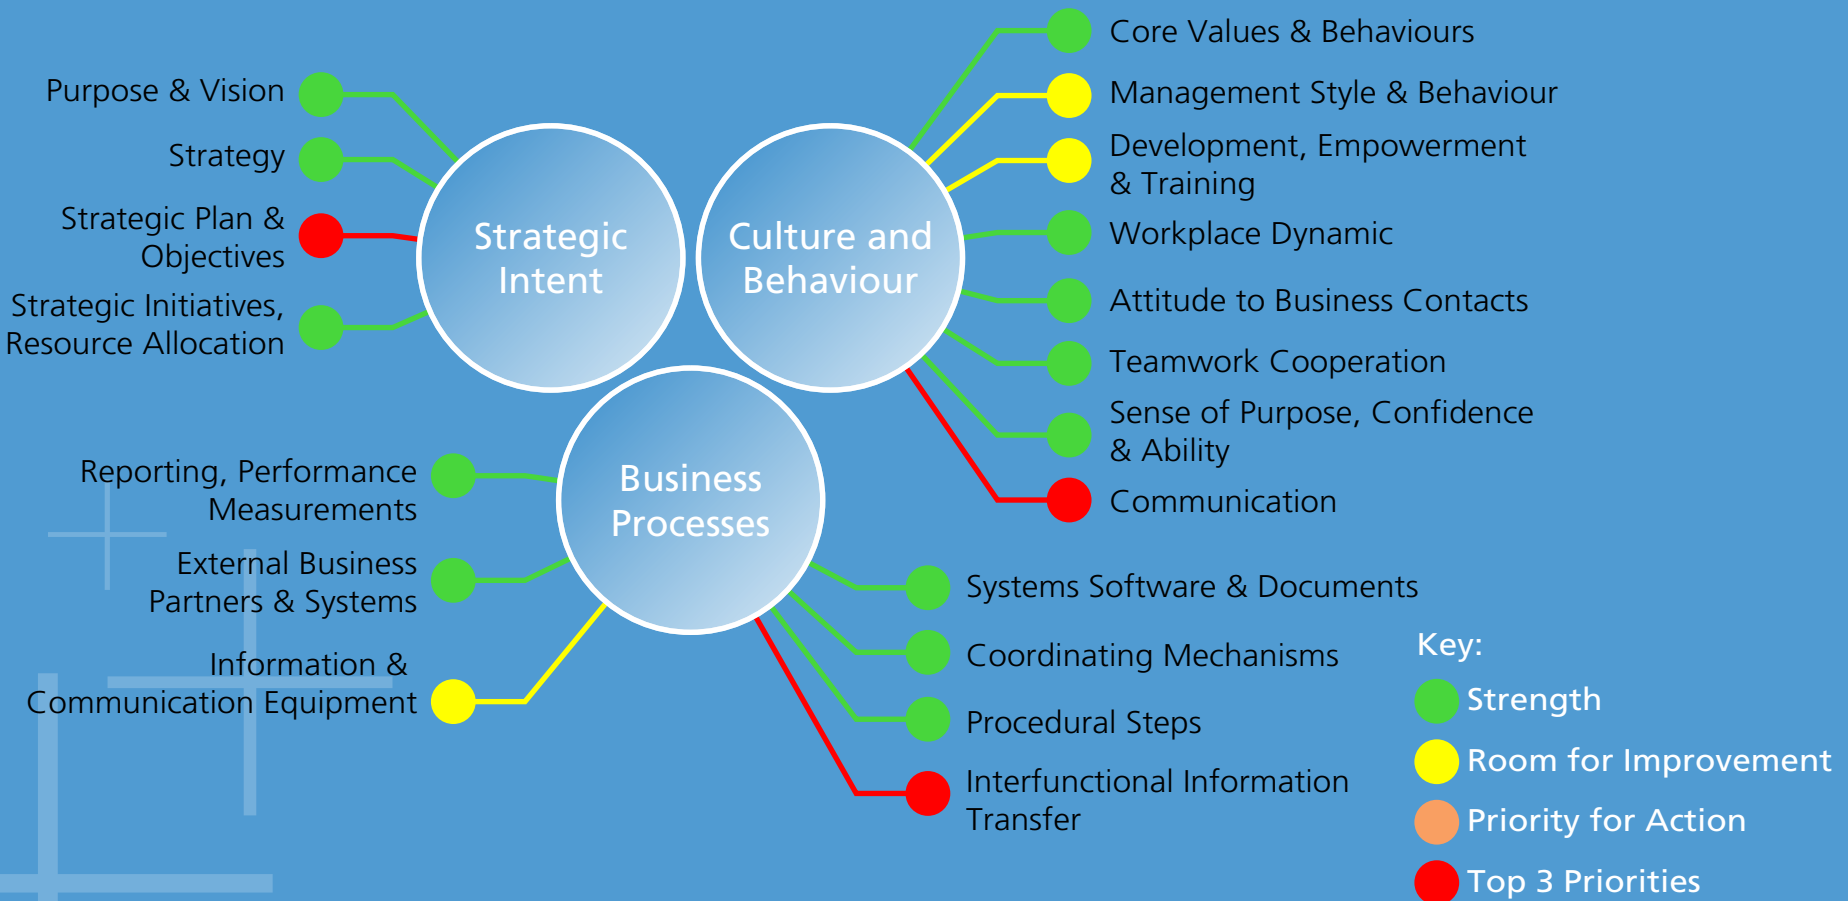 Purpose & Vision
Strategy
Strategic Plan &
Objectives
Strategic Initiatives,
Resource Allocation
Strategic
Intent
Culture and
Behaviour
Core Values & Behaviours
Management Style & Behaviour
Development, Empowerment
& Training
Workplace Dynamic
Attitude to Business Contacts
Teamwork Cooperation
Sense of Purpose, Confidence
& Ability
Communication
Reporting, Performance
Measurements
External Business
Partners & Systems
Information &
Communication Equipment
Business
Processes
Systems Software & Documents
Coordinating Mechanisms
Procedural Steps
Interfunctional Information
Transfer
Key:
Strength
Room for Improvement
Priority for Action
Top 3 Priorities